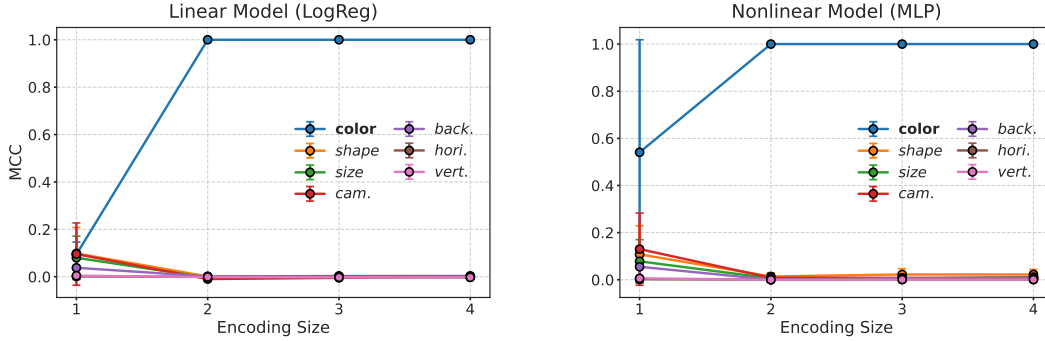 Linear Model (LogReg)
MCC
1.0
0.8
0.6
0.4
0.2
0.0
1 2 3 4
Encoding Size
color back.
shape hori.
size vert.
cam.
Nonlinear Model (MLP)
1.0
0.8
0.6
0.4
0.2
0.0
1 2 3 4
Encoding Size
color back.
shape hori.
size vert.
cam.